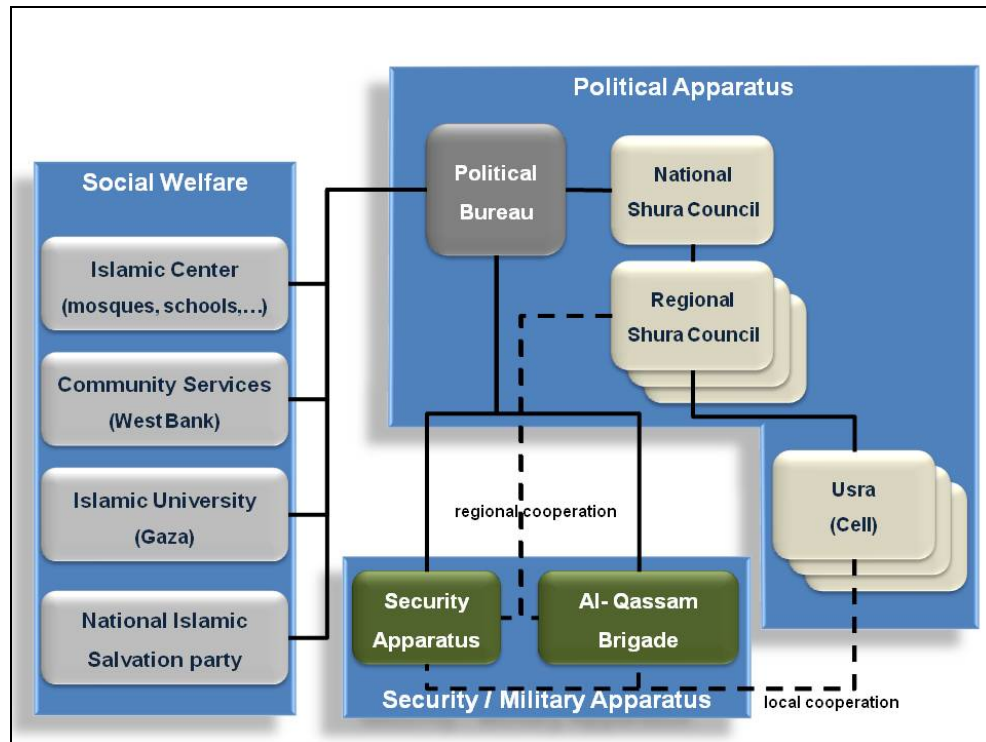 Political Apparatus
Political
Bureau
National
Shura Council
Social Welfare
Islamic Center
(mosques, schools,…)
Regional
Shura Council
Community Services
(West Bank)
Usra
(Cell)
Islamic University
(Gaza)
regional cooperation
National Islamic
Salvation party
Security
Apparatus
Al- Qassam
Brigade
Security / Military Apparatus
local cooperation